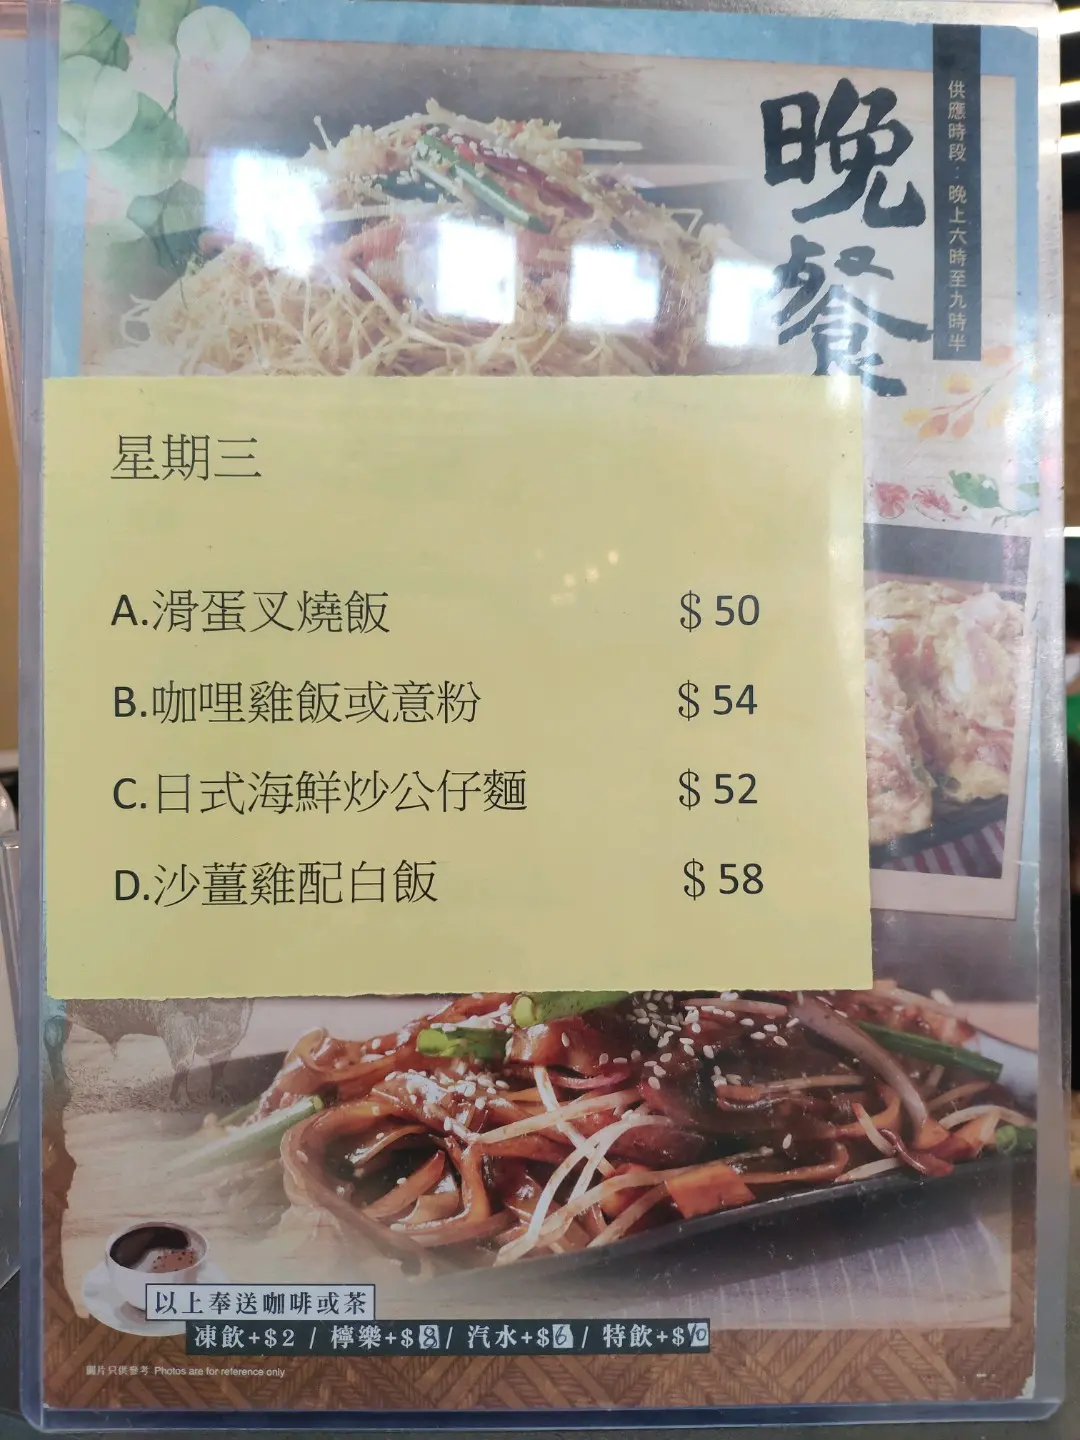 晚餐
供應時段：晚上六時至九時半
星期三
A.滑蛋叉燒飯 $50
B.咖哩雞飯或意粉 $54
C.日式海鮮炒公仔麵 $52
D.沙薑雞配白飯 $58
以上奉送咖啡或茶
凍飲+$2 / 檸樂+$8 / 汽水+$6 / 特飲+$10
圖片只供參考 Photos are for reference only